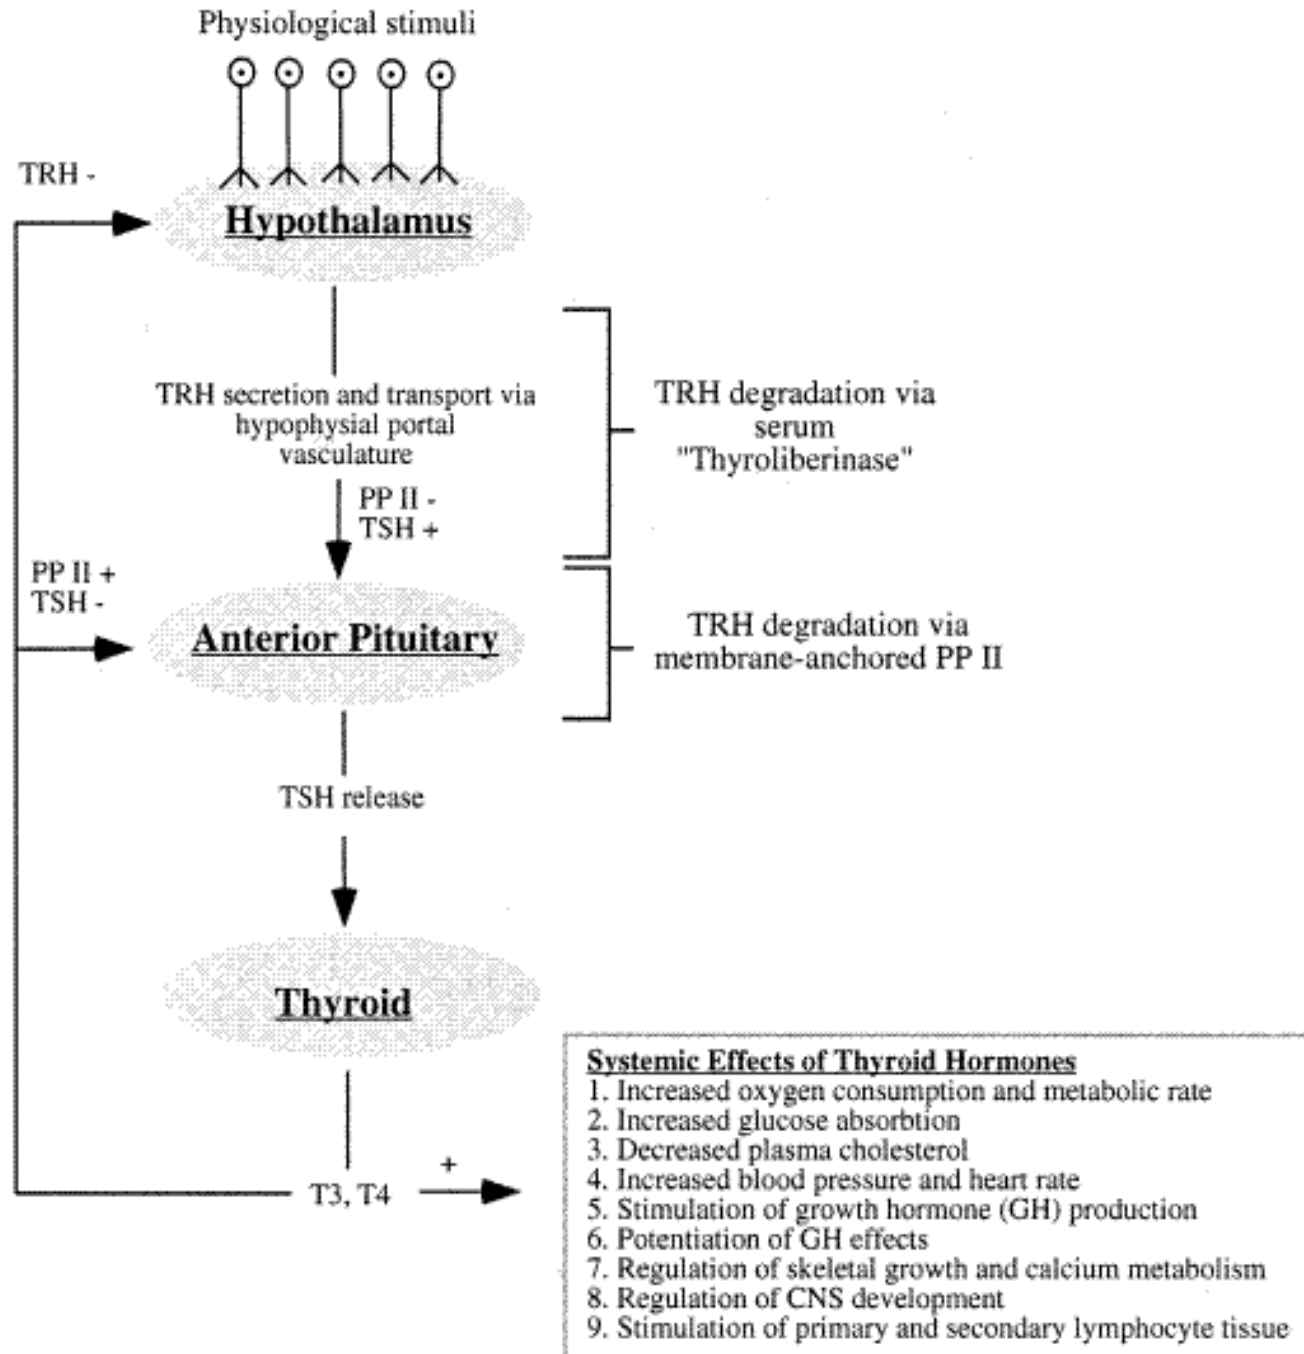 Physiological stimuli
TRH -
Hypothalamus
TRH secretion and transport via
hypophysial portal
vasculature
TRH degradation via
serum
"Thyroliberinase"
PP II -
TSH +
PP II +
TSH -
Anterior Pituitary
TRH degradation via
membrane-anchored PP II
TSH release
Thyroid
T3, T4
+
Systemic Effects of Thyroid Hormones
1. Increased oxygen consumption and metabolic rate
2. Increased glucose absorbtion
3. Decreased plasma cholesterol
4. Increased blood pressure and heart rate
5. Stimulation of growth hormone (GH) production
6. Potentiation of GH effects
7. Regulation of skeletal growth and calcium metabolism
8. Regulation of CNS development
9. Stimulation of primary and secondary lymphocyte tissue